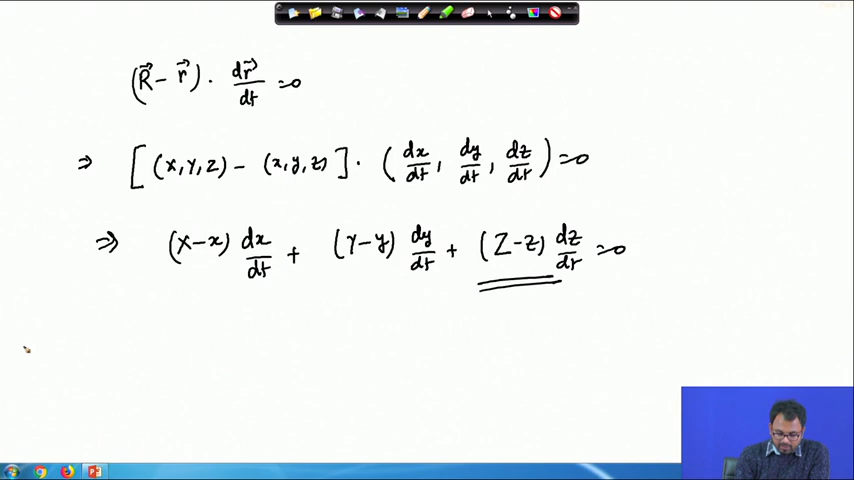 (R⃗ - r⃗) · dr⃗/dt = 0
⇒ [(X, Y, Z) - (x, y, z)] · (dx/dt, dy/dt, dz/dt) = 0
⇒ (X-x) dx/dt + (Y-y) dy/dt + (Z-z) dz/dt = 0